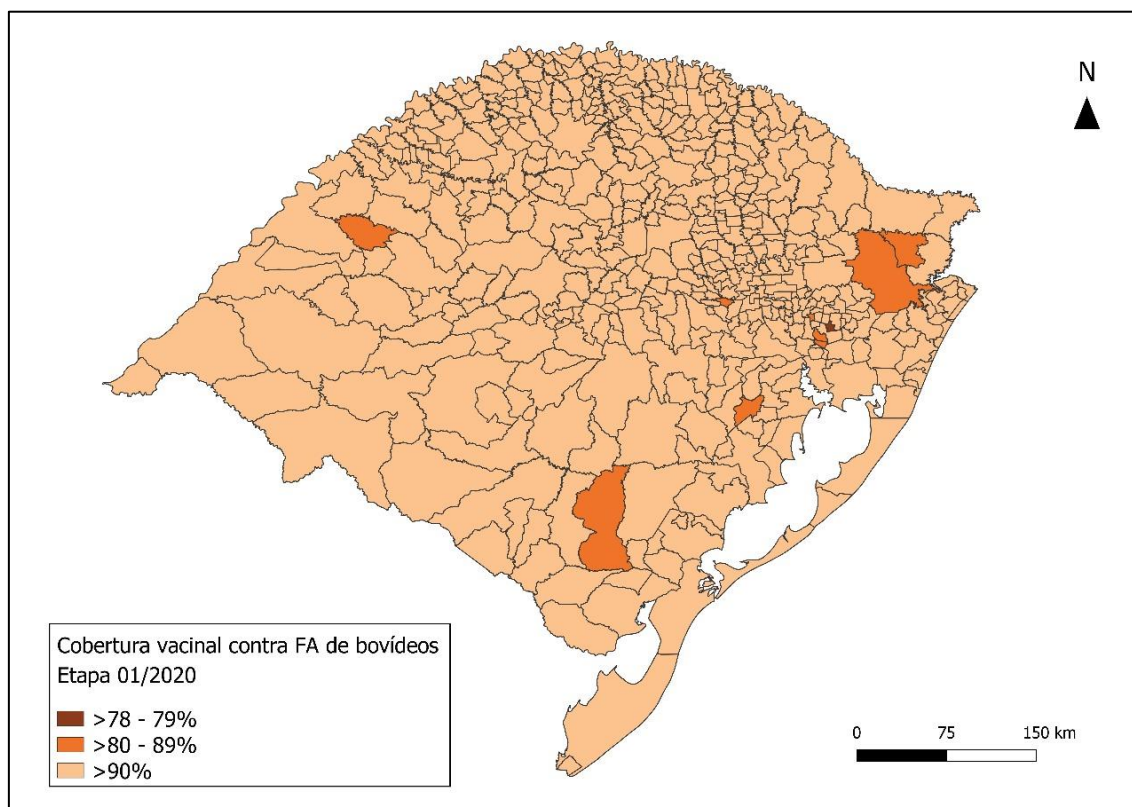 N
Cobertura vacinal contra FA de bovídeos
Etapa 01/2020
>78 - 79%
>80 - 89%
>90%
0 75 150 km